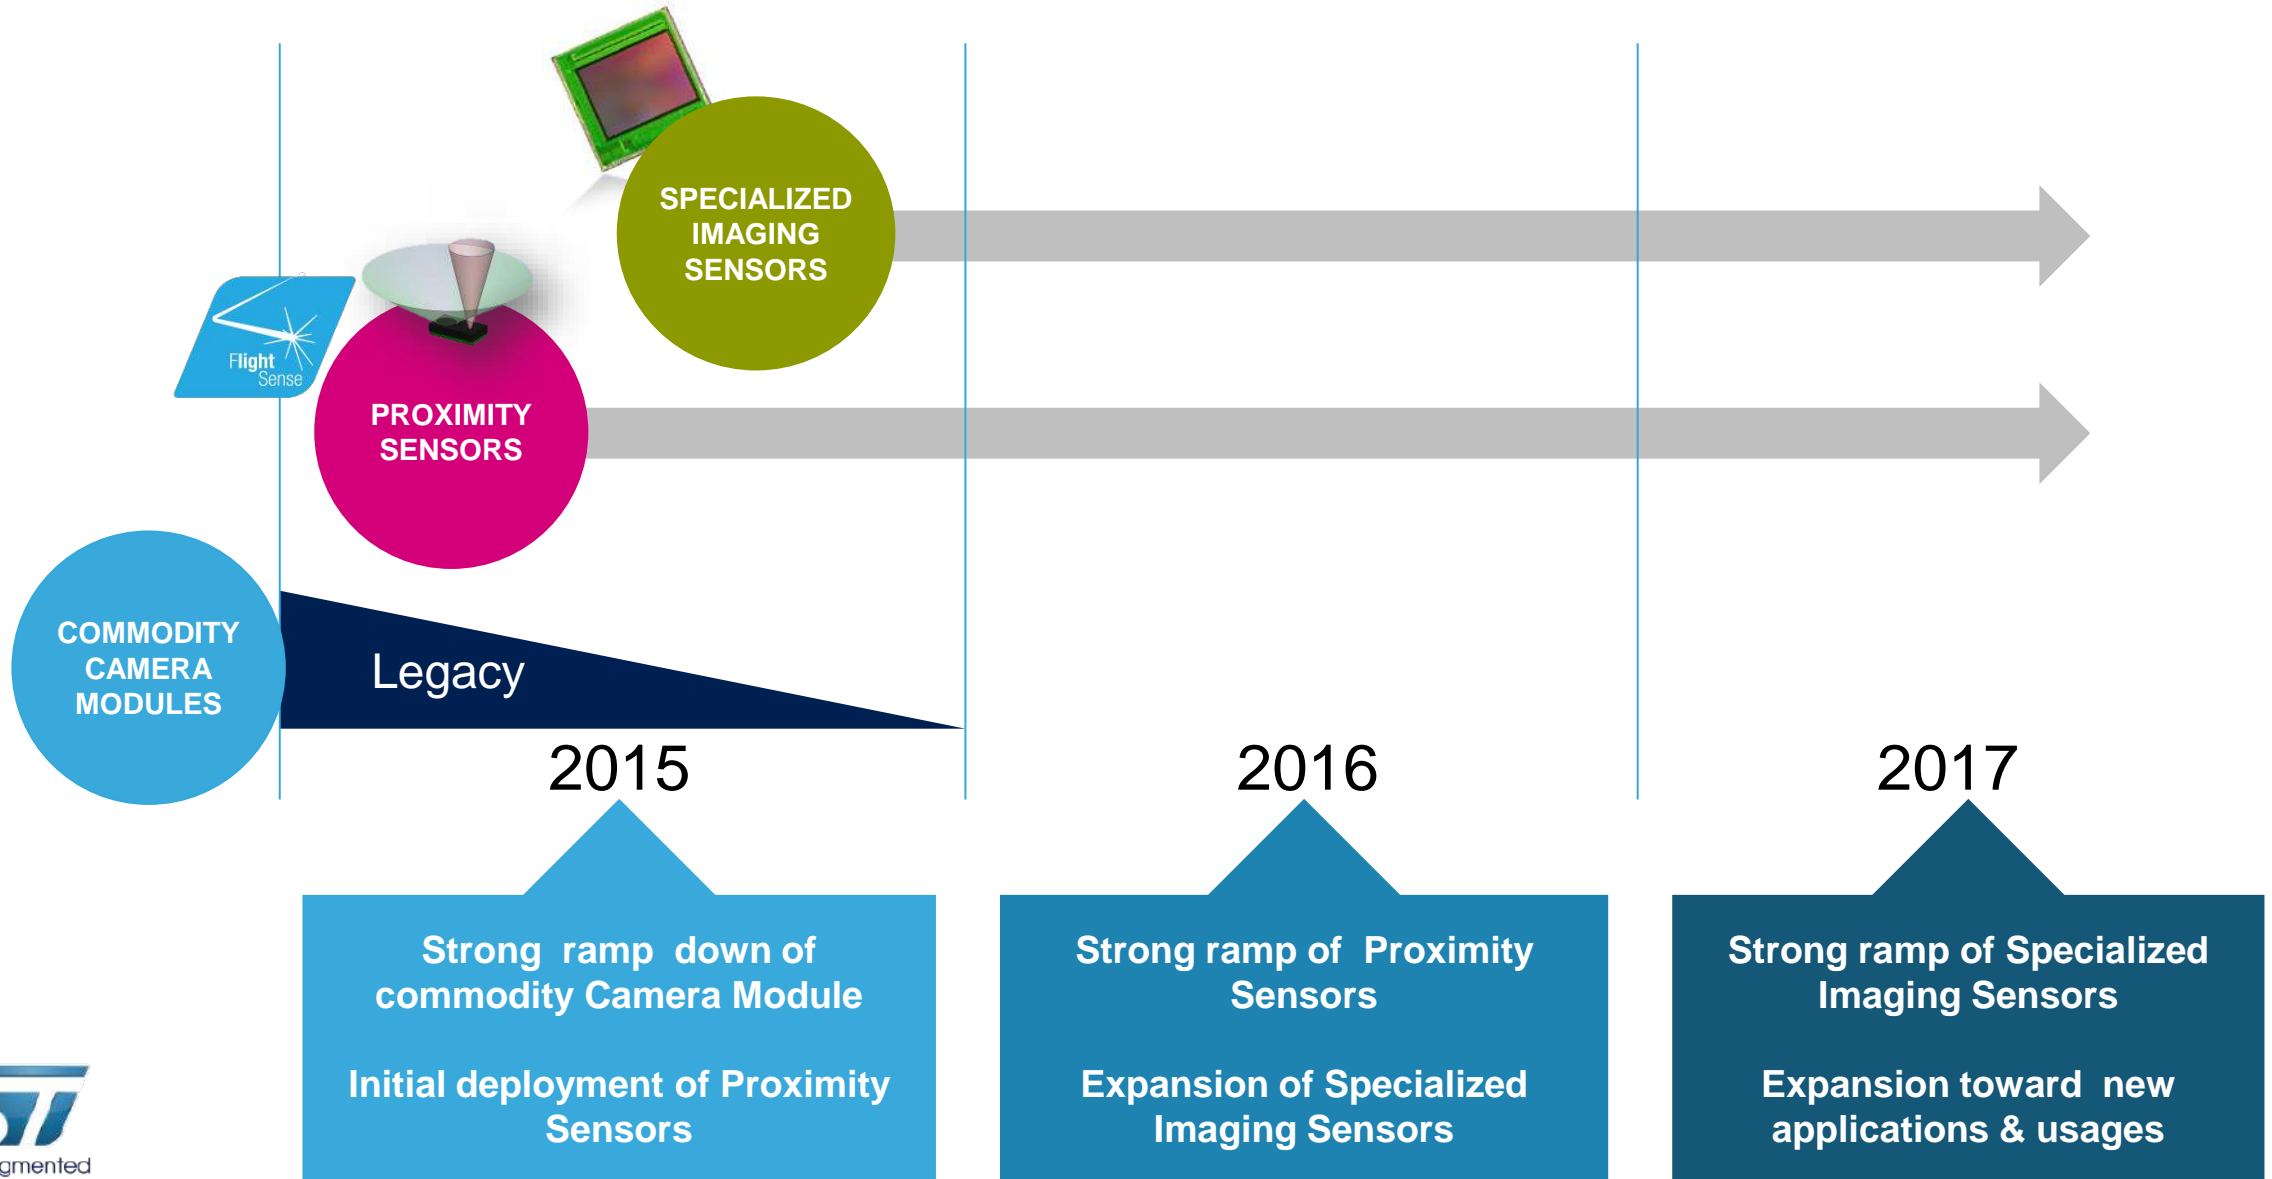 SPECIALIZED
IMAGING
SENSORS
Flight
Sense
PROXIMITY
SENSORS
COMMODITY
CAMERA
MODULES
Legacy
2015
2016
2017
Strong ramp down of
commodity Camera Module
Initial deployment of Proximity
Sensors
Strong ramp of Proximity
Sensors
Expansion of Specialized
Imaging Sensors
Strong ramp of Specialized
Imaging Sensors
Expansion toward new
applications & usages
gmented